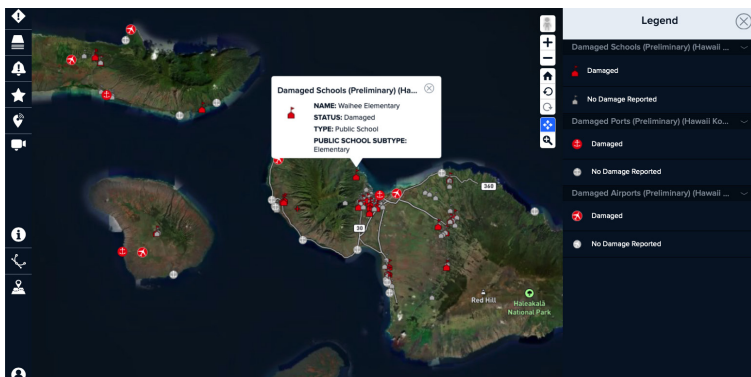 Damaged Schools (Preliminary) (Ha...
NAME: Waihee Elementary
STATUS: Damaged
TYPE: Public School
PUBLIC SCHOOL SUBTYPE:
Elementary
360
30
Red Hill
Haleakalā
National Park
Legend
Damaged Schools (Preliminary) (Hawaii ...
Damaged
No Damage Reported
Damaged Ports (Preliminary) (Hawaii Ko...
Damaged
No Damage Reported
Damaged Airports (Preliminary) (Hawaii ...
Damaged
No Damage Reported